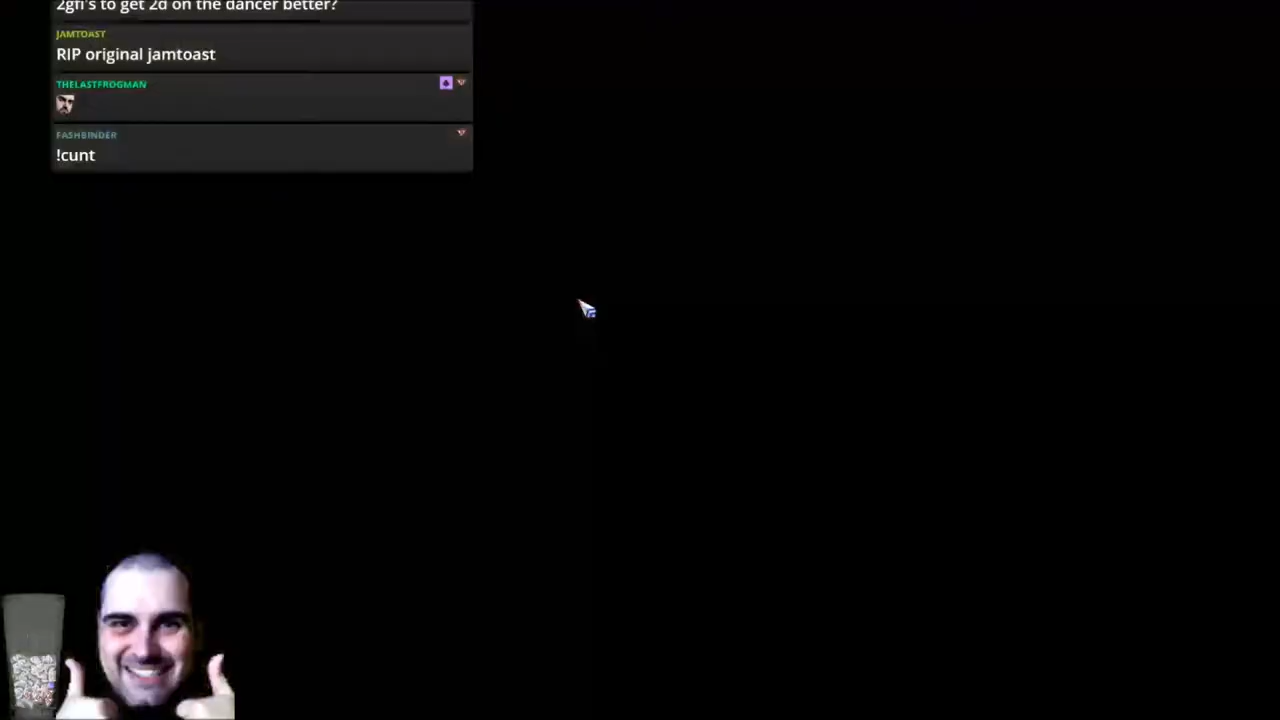 2gfi's to get 2d on the dancer better?
JAMTOAST
RIP original jamtoast
THELASTFROGMAN
FASHBINDER
!cunt